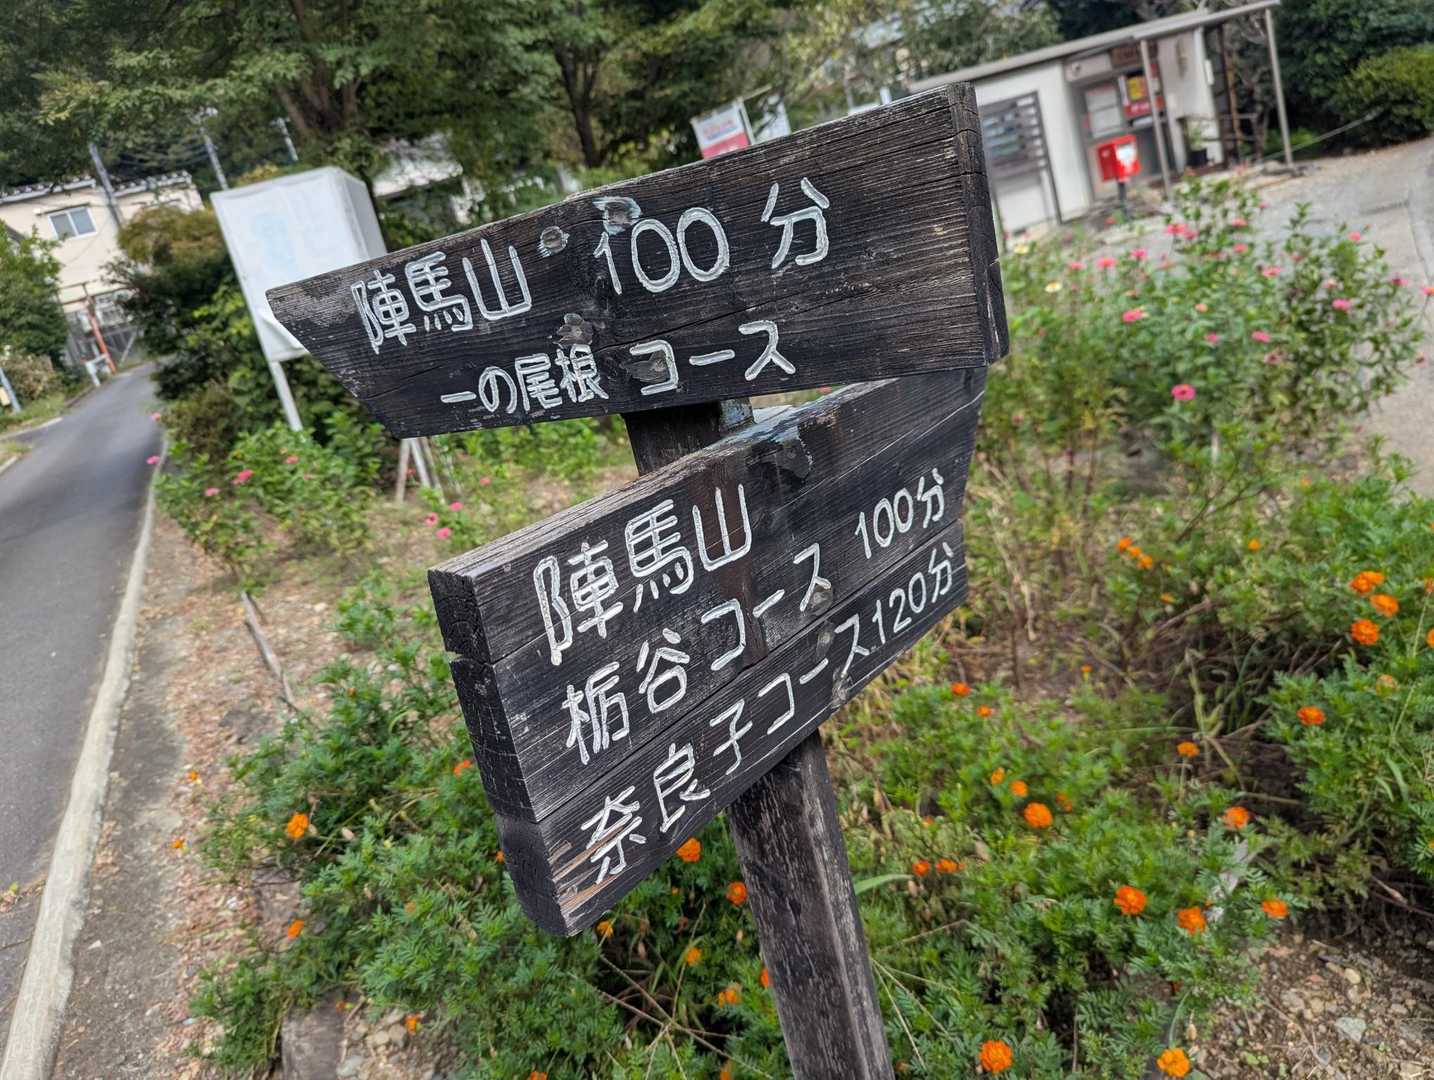 陣馬山 100分
一の尾根 コース
陣馬山
栃谷コース 100分
奈良子コース 120分